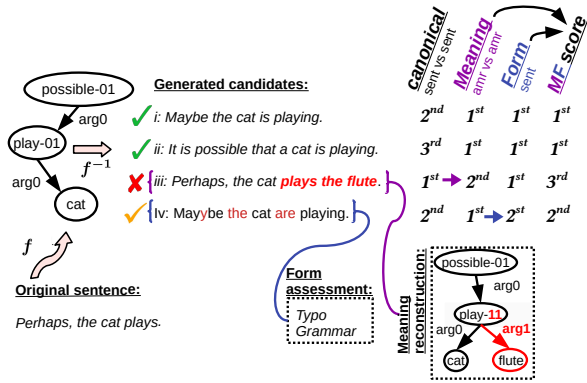 canonical
sent vs sent
Meaning
amr vs amr
Form
sent
MF score
possible-01
arg0
play-01
arg0
cat
f⁻¹
f
Original sentence:
Perhaps, the cat plays.
Generated candidates:
i: Maybe the cat is playing.
ii: It is possible that a cat is playing.
iii: Perhaps, the cat plays the flute.
Iv: Mayybe the cat are playing.
2nd 1st 1st 1st
3rd 1st 1st 1st
1st 2nd 1st 3rd
2nd 1st 2st 2nd
Form
assessment:
Typo
Grammar
Meaning
reconstruction:
possible-01
arg0
play-11
arg0 arg1
cat flute